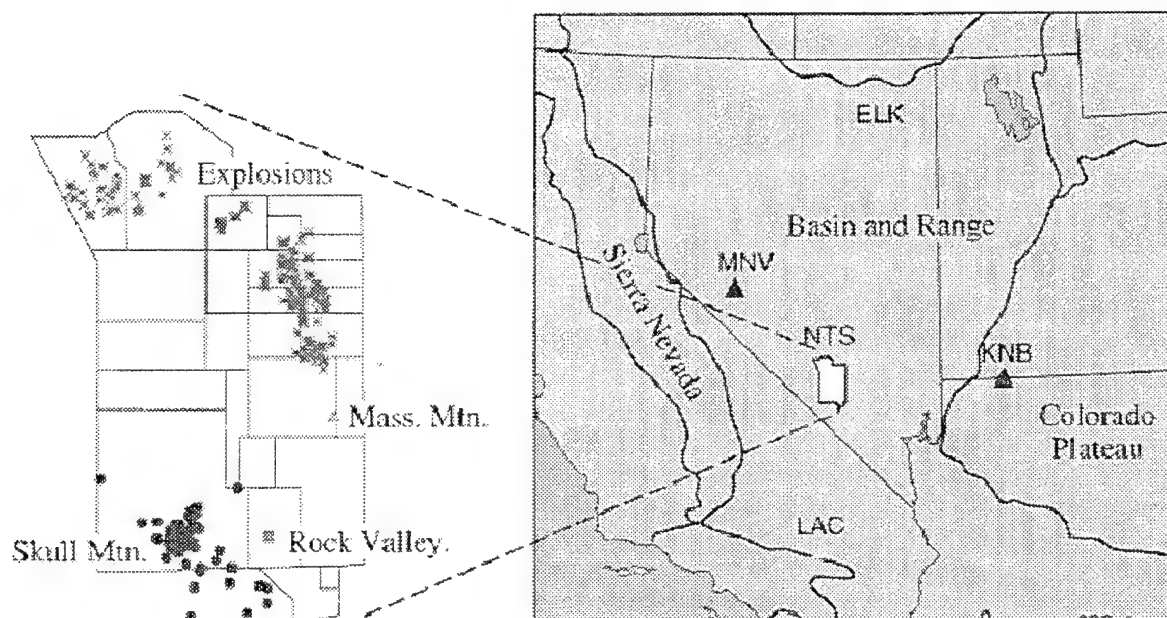 Explosions
Mass. Mtn.
Skull Mtn.
Rock Valley.
ELK
Basin and Range
MNV
Sierra Nevada
NTS
KNB
Colorado
Plateau
LAC
0